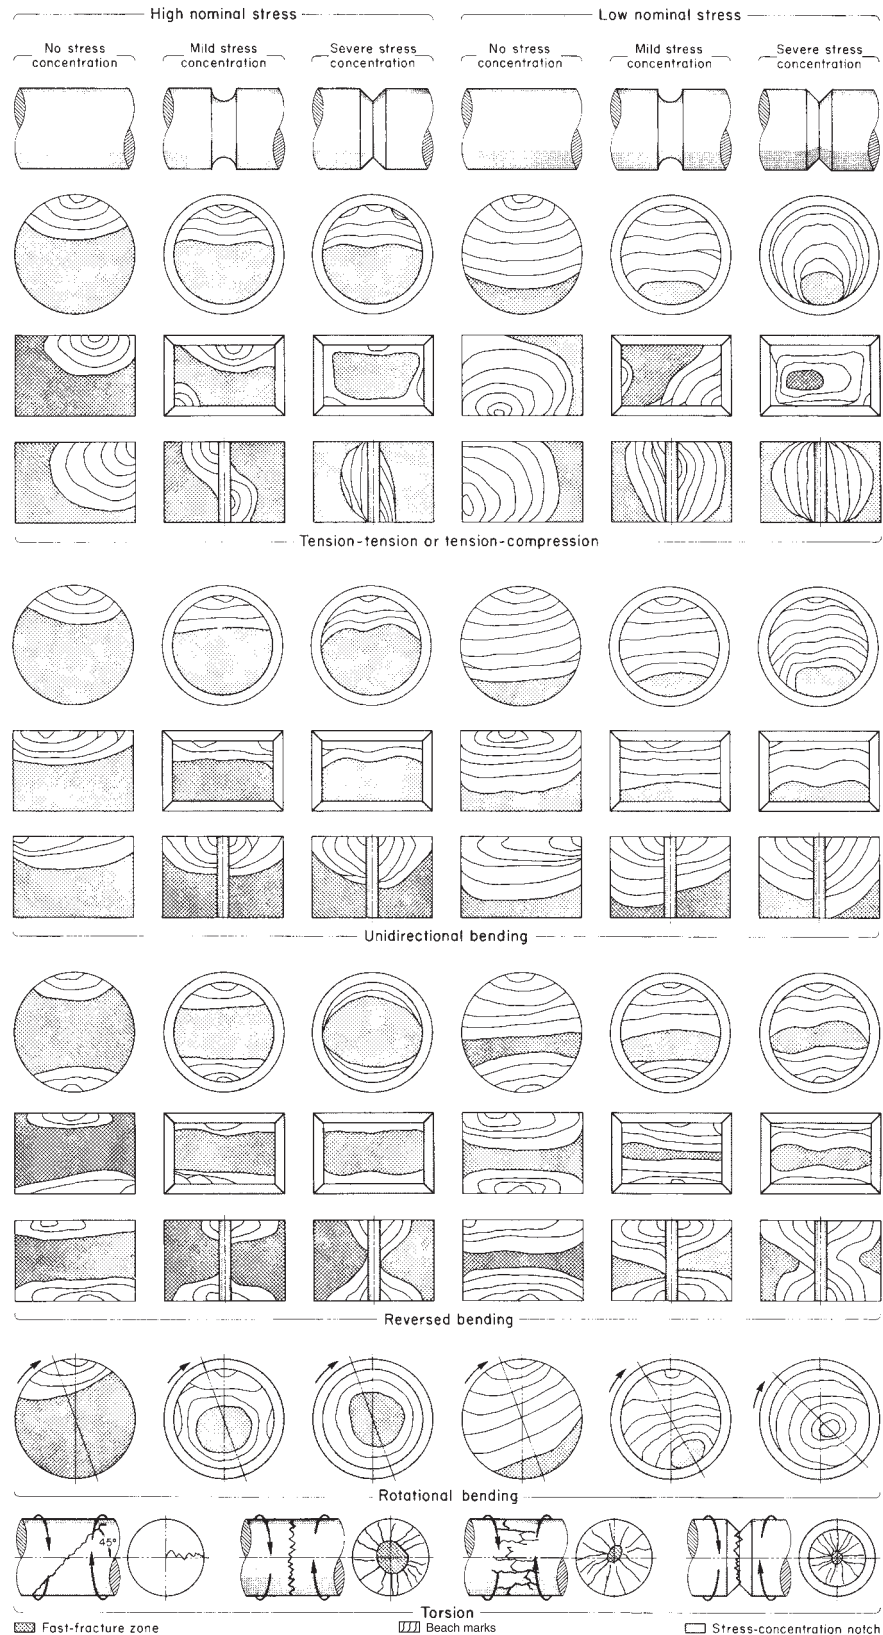 High nominal stress
Low nominal stress
No stress concentration
Mild stress concentration
Severe stress concentration
No stress concentration
Mild stress concentration
Severe stress concentration
Tension-tension or tension-compression
Unidirectional bending
Reversed bending
Rotational bending
45°
Torsion
Fast-fracture zone
Beach marks
Stress-concentration notch